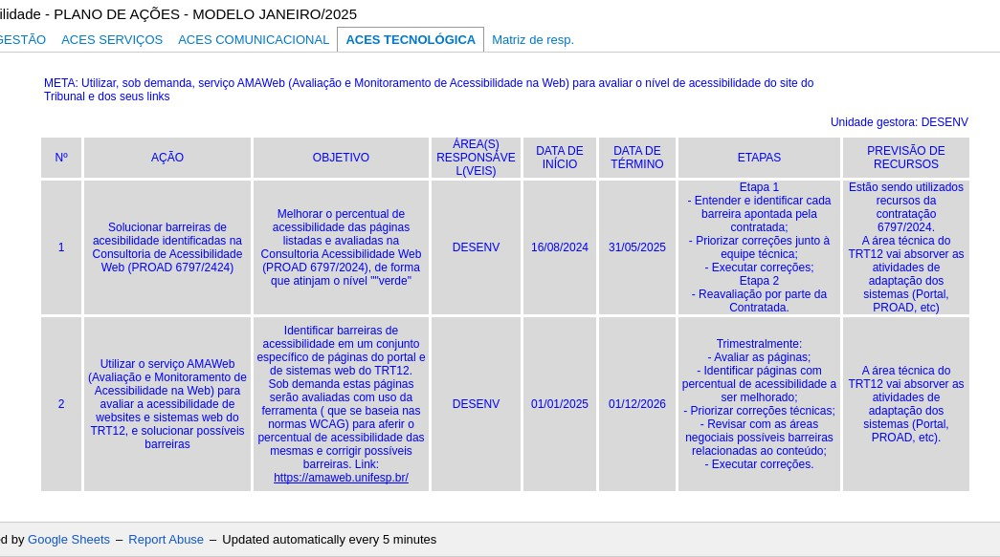 ilidade - PLANO DE AÇÕES - MODELO JANEIRO/2025
GESTÃO ACES SERVIÇOS ACES COMUNICACIONAL ACES TECNOLÓGICA Matriz de resp.
META: Utilizar, sob demanda, serviço AMAWeb (Avaliação e Monitoramento de Acessibilidade na Web) para avaliar o nível de acessibilidade do site do
Tribunal e dos seus links
Unidade gestora: DESENV
Nº
AÇÃO
OBJETIVO
ÁREA(S)
RESPONSÁVE
L(VEIS)
DATA DE
INÍCIO
DATA DE
TÉRMINO
ETAPAS
PREVISÃO DE
RECURSOS
1
Solucionar barreiras de
acesibilidade identificadas na
Consultoria de Acessibilidade
Web (PROAD 6797/2424)
Melhorar o percentual de
acessibilidade das páginas
listadas e avaliadas na
Consultoria Acessibilidade Web
(PROAD 6797/2024), de forma
que atinjam o nível ""verde"
DESENV
16/08/2024
31/05/2025
Etapa 1
- Entender e identificar cada
barreira apontada pela
contratada;
- Priorizar correções junto à
equipe técnica;
- Executar correções;
Etapa 2
- Reavaliação por parte da
Contratada.
Estão sendo utilizados
recursos da
contratação
6797/2024.
A área técnica do
TRT12 vai absorver as
atividades de
adaptação dos
sistemas (Portal,
PROAD, etc)
2
Utilizar o serviço AMAWeb
(Avaliação e Monitoramento de
Acessibilidade na Web) para
avaliar a acessibilidade de
websites e sistemas web do
TRT12, e solucionar possíveis
barreiras
Identificar barreiras de
acessibilidade em um conjunto
específico de páginas do portal e
de sistemas web do TRT12.
Sob demanda estas páginas
serão avaliadas com uso da
ferramenta ( que se baseia nas
normas WCAG) para aferir o
percentual de acessibilidade das
mesmas e corrigir possíveis
barreiras. Link:
https://amaweb.unifesp.br/
DESENV
01/01/2025
01/12/2026
Trimestralmente:
- Avaliar as páginas;
- Identificar páginas com
percentual de acessibilidade a
ser melhorado;
- Priorizar correções técnicas;
- Revisar com as áreas
negociais possíveis barreiras
relacionadas ao conteúdo;
- Executar correções.
A área técnica do
TRT12 vai absorver as
atividades de
adaptação dos
sistemas (Portal,
PROAD, etc).
ed by Google Sheets – Report Abuse – Updated automatically every 5 minutes